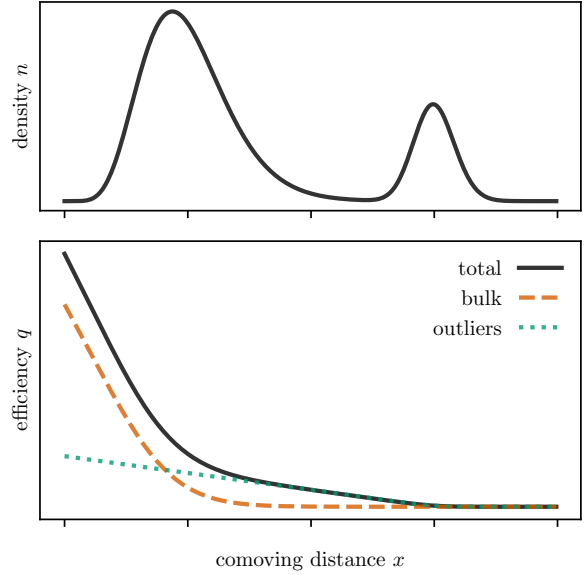 density n
efficiency q
total
bulk
outliers
comoving distance x